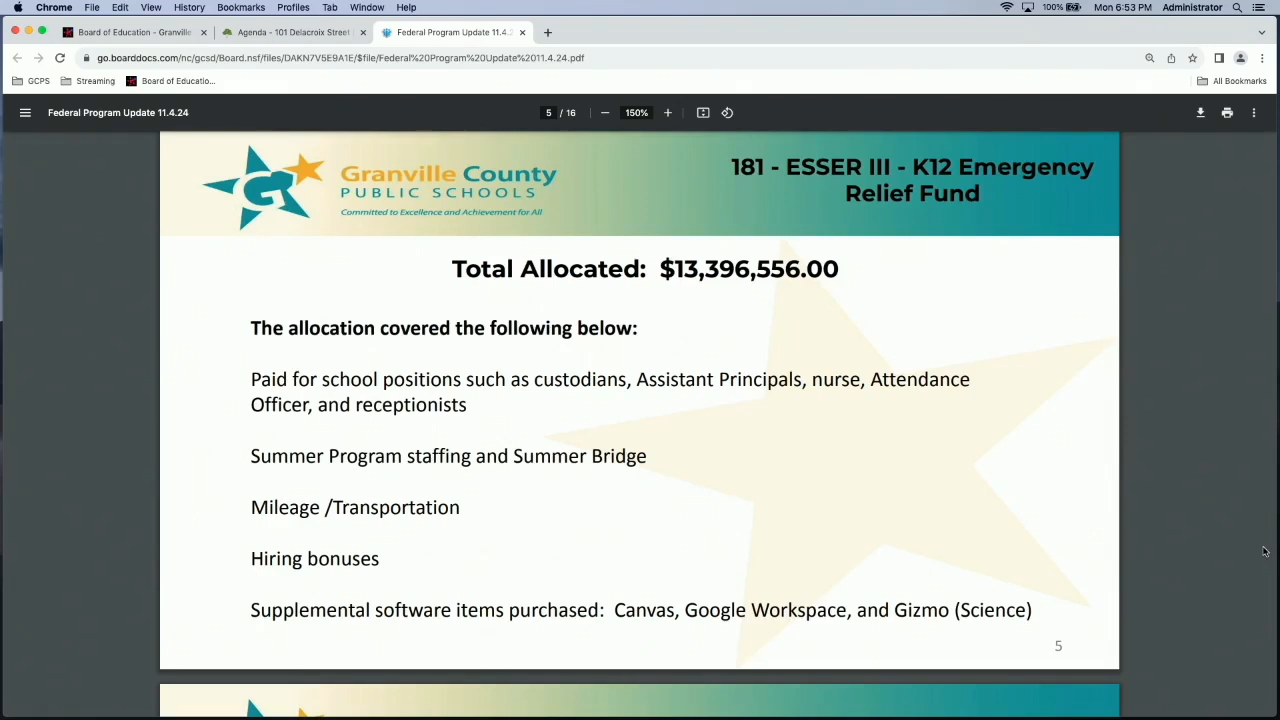 Chrome File Edit View History Bookmarks Profiles Tab Window Help 100% Mon 6:53 PM Administrator
Board of Education - Granville Agenda - 101 Delacroix Street Federal Program Update 11.4.2
go.boarddocs.com/nc/gcsd/Board.nsf/files/DAKN7V5E9A1E/$file/Federal%20Program%20Update%2011.4.24.pdf
GCPS Streaming Board of Educatio... All Bookmarks
Federal Program Update 11.4.24 5 / 16 150%
GR
Granville County
PUBLIC SCHOOLS
Committed to Excellence and Achievement for All
181 - ESSER III - K12 Emergency
Relief Fund
Total Allocated: $13,396,556.00
The allocation covered the following below:
Paid for school positions such as custodians, Assistant Principals, nurse, Attendance
Officer, and receptionists
Summer Program staffing and Summer Bridge
Mileage /Transportation
Hiring bonuses
Supplemental software items purchased: Canvas, Google Workspace, and Gizmo (Science)
5